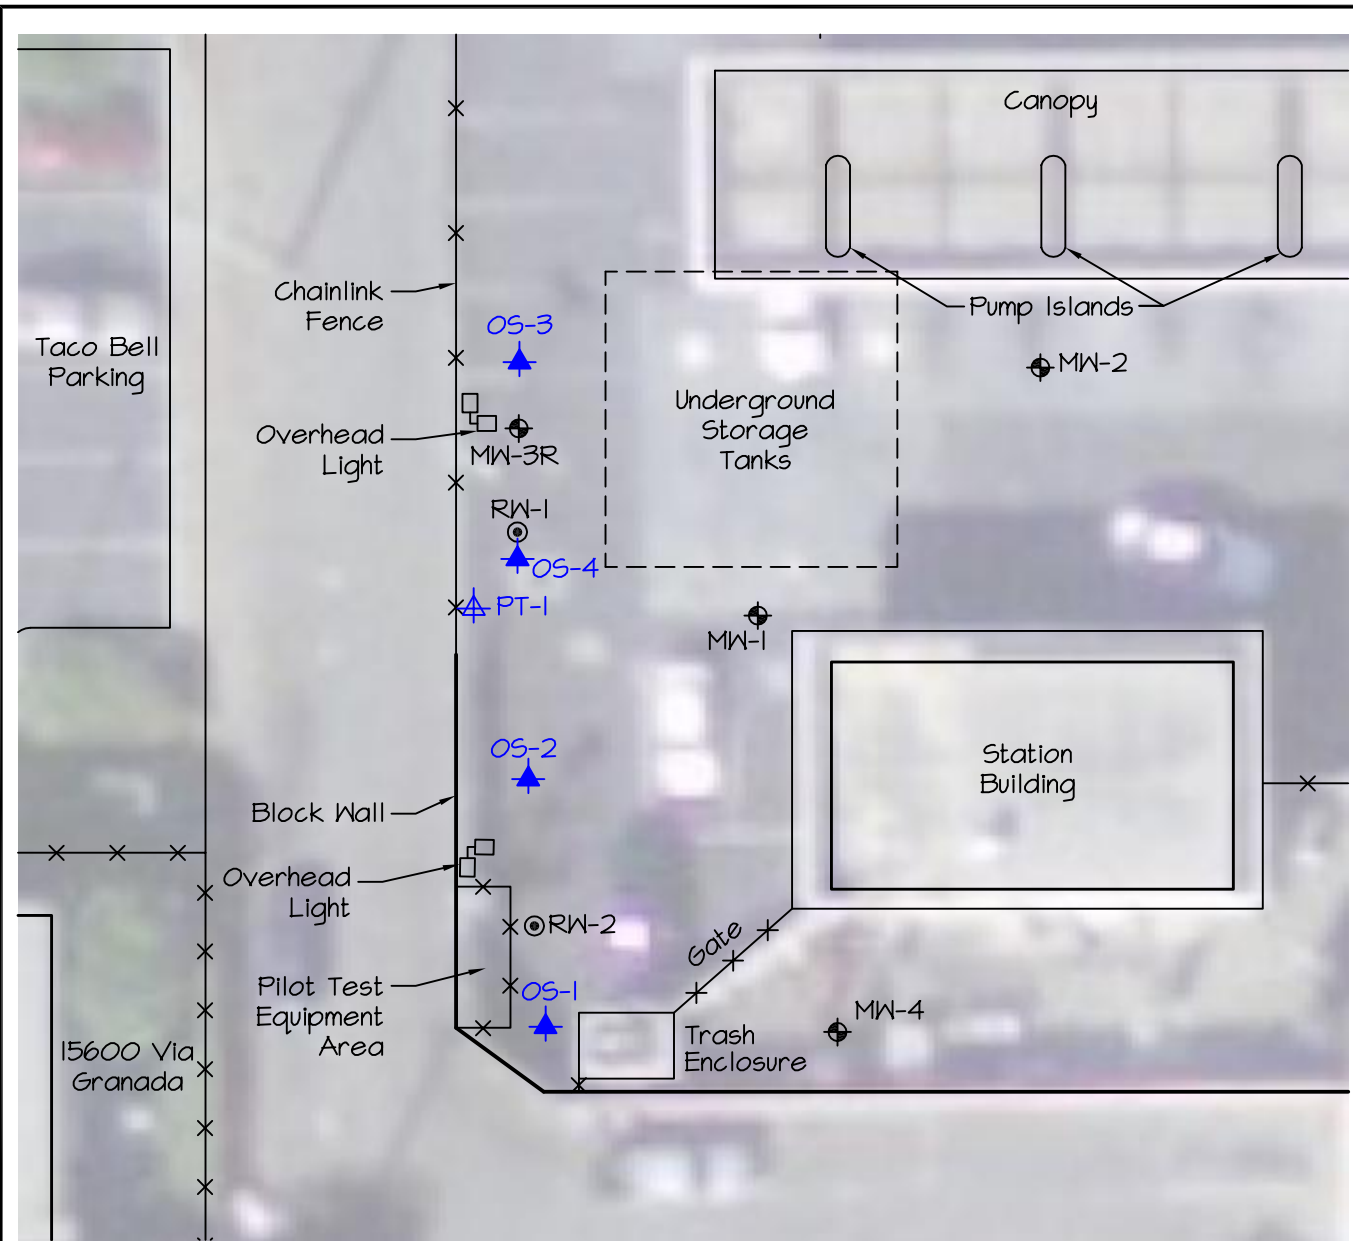 Canopy
Chainlink
Fence
Pump Islands
OS-3
Taco Bell
Parking
MW-2
Underground
Storage
Tanks
Overhead
Light
MW-3R
RW-1
OS-4
PT-1
MW-1
OS-2
Station
Building
Block Wall
Overhead
Light
RW-2
Gate
Pilot Test
Equipment
Area
OS-1
MW-4
Trash
Enclosure
15600 Via
Granada